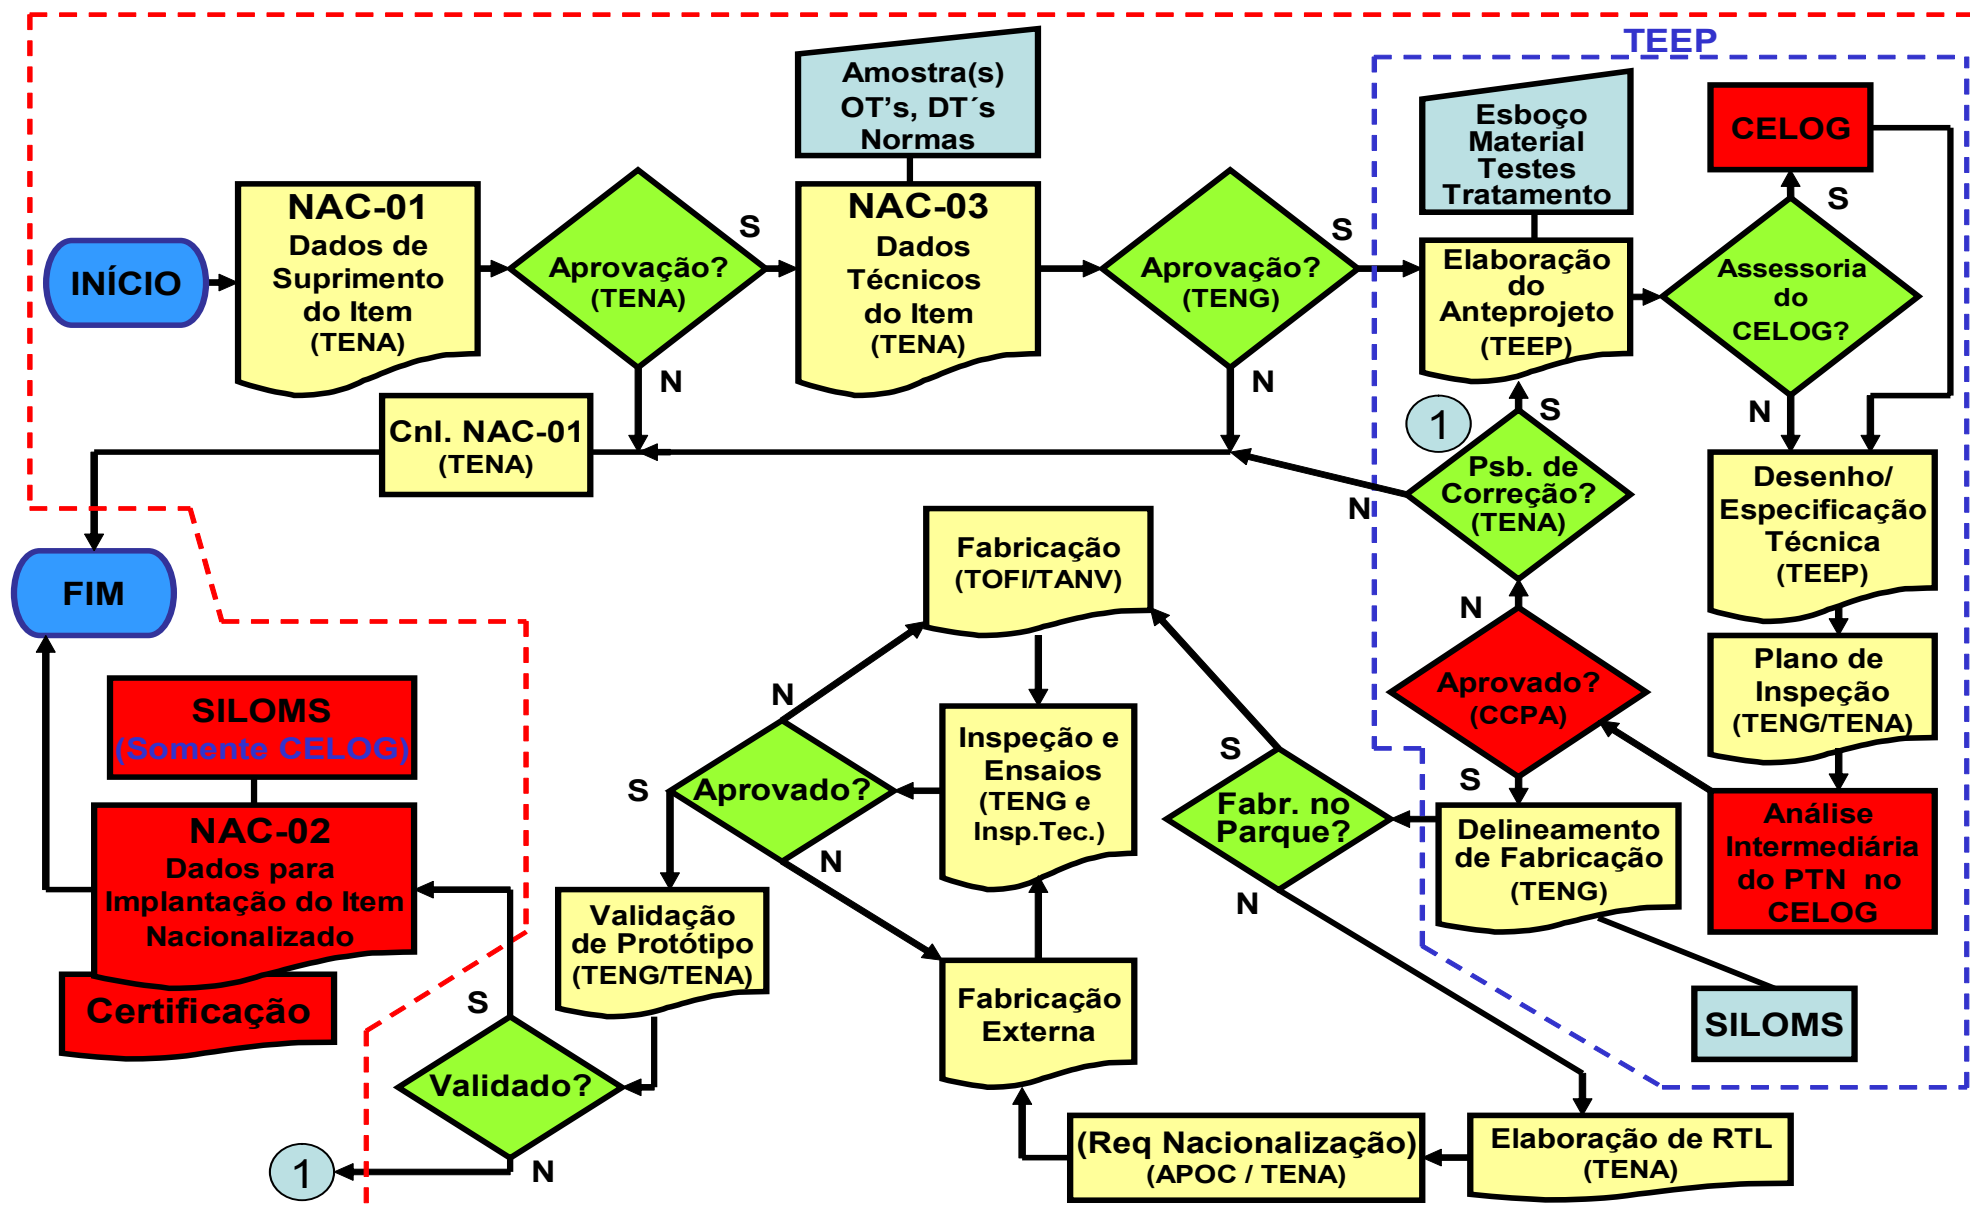 TEEP
Amostra(s)
OT’s, DT´s
Normas
Esboço
Material
Testes
Tratamento
CELOG
INÍCIO
NAC-01
Dados de
Suprimento
do Item
(TENA)
Aprovação?
(TENA)
S
N
NAC-03
Dados
Técnicos
do Item
(TENA)
Aprovação?
(TENG)
S
N
Elaboração
do
Anteprojeto
(TEEP)
Assessoria
do
CELOG?
S
N
Cnl. NAC-01
(TENA)
1
S
Psb. de
Correção?
(TENA)
N
Desenho/
Especificação
Técnica
(TEEP)
FIM
Fabricação
(TOFI/TANV)
N
Aprovado?
(CCPA)
S
Plano de
Inspeção
(TENG/TENA)
SILOMS
(Somente CELOG)
N
Aprovado?
S
N
Inspeção e
Ensaios
(TENG e
Insp.Tec.)
S
Fabr. no
Parque?
N
Delineamento
de Fabricação
(TENG)
Análise
Intermediária
do PTN  no
CELOG
NAC-02
Dados para
Implantação do Item
Nacionalizado
Certificação
Validação
de Protótipo
(TENG/TENA)
Fabricação
Externa
SILOMS
S
Validado?
N
1
(Req Nacionalização)
(APOC / TENA)
Elaboração de RTL
(TENA)